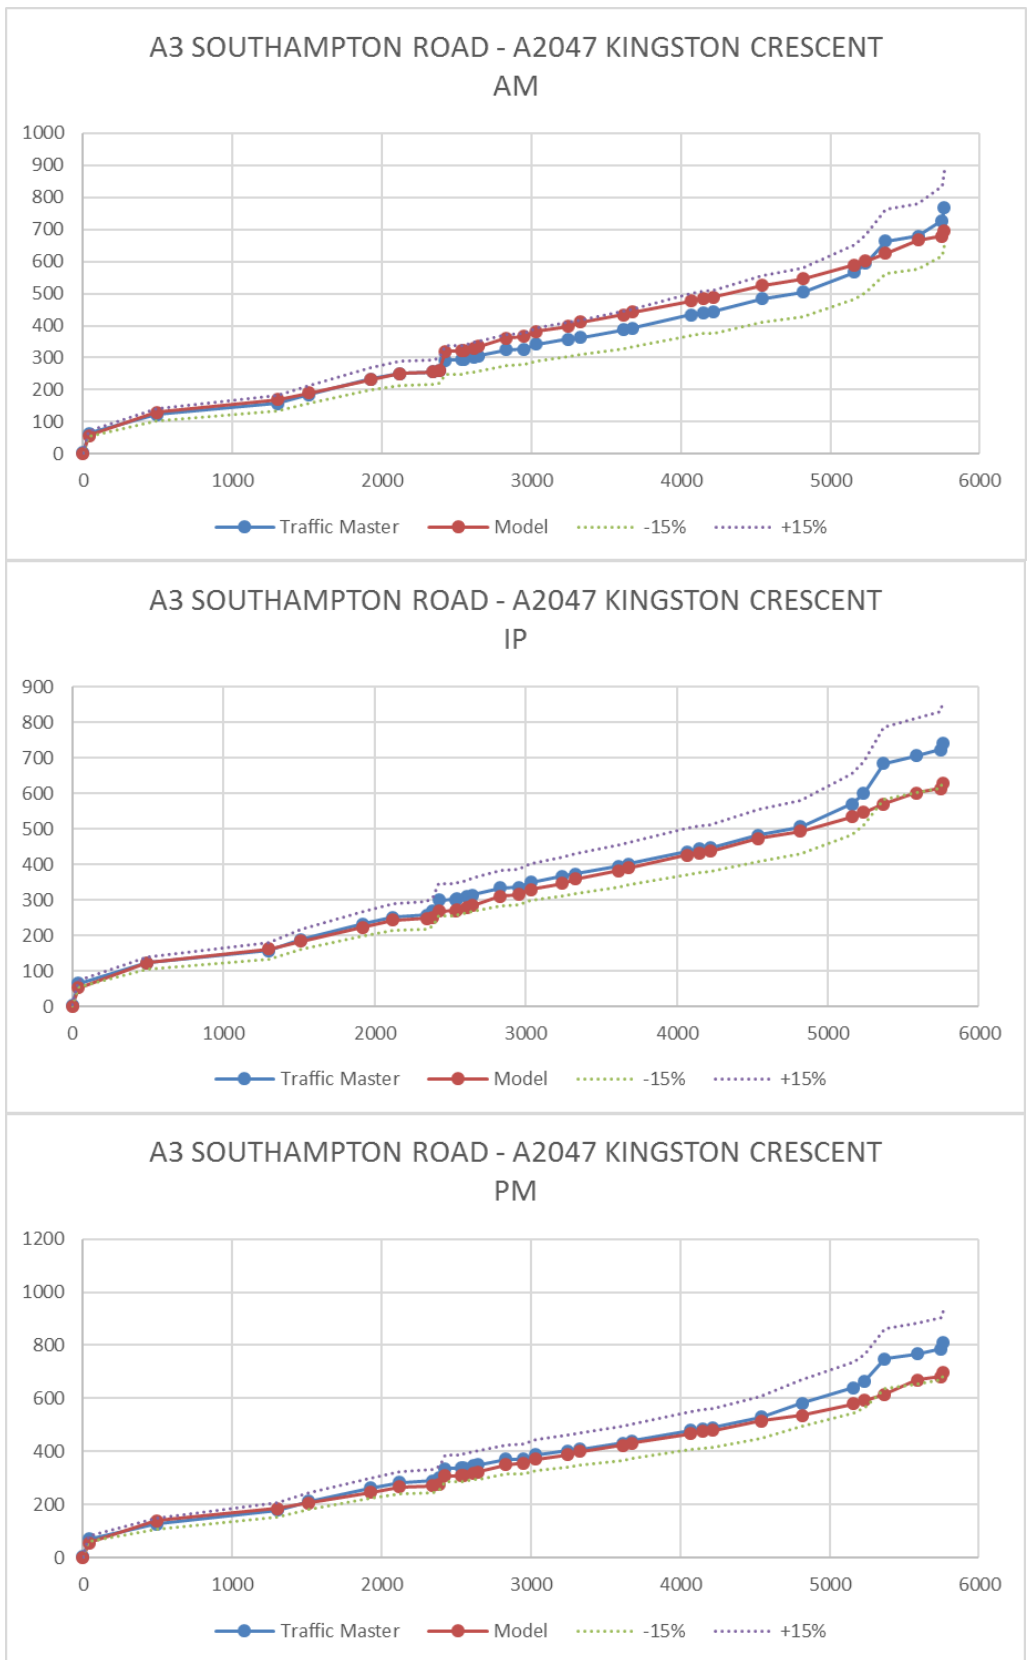 A3 SOUTHAMPTON ROAD - A2047 KINGSTON CRESCENT
AM
1000
900
800
700
600
500
400
300
200
100
0
0 1000 2000 3000 4000 5000 6000
Traffic Master Model -15% +15%
A3 SOUTHAMPTON ROAD - A2047 KINGSTON CRESCENT
IP
900
800
700
600
500
400
300
200
100
0
0 1000 2000 3000 4000 5000 6000
Traffic Master Model -15% +15%
A3 SOUTHAMPTON ROAD - A2047 KINGSTON CRESCENT
PM
1200
1000
800
600
400
200
0
0 1000 2000 3000 4000 5000 6000
Traffic Master Model -15% +15%